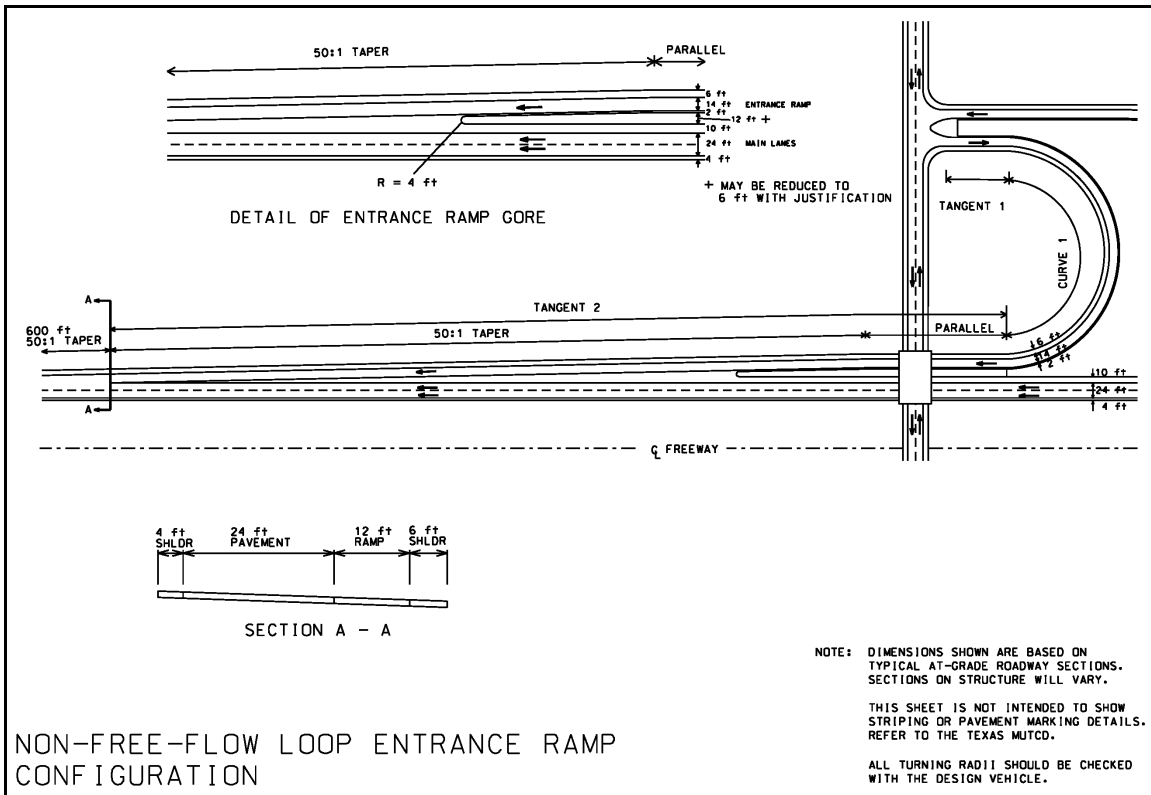 50:1 TAPER
PARALLEL
6 ft
14 ft ENTRANCE RAMP
2 ft
12 ft +
10 ft
24 ft MAIN LANES
4 ft
R = 4 ft
+ MAY BE REDUCED TO
6 ft WITH JUSTIFICATION
DETAIL OF ENTRANCE RAMP GORE
TANGENT 1
CURVE 1
A
TANGENT 2
600 ft
50:1 TAPER
50:1 TAPER
PARALLEL
6 ft
14 ft
2 ft
10 ft
24 ft
4 ft
A
℄ FREEWAY
4 ft
SHLDR
24 ft
PAVEMENT
12 ft
RAMP
6 ft
SHLDR
SECTION A - A
NOTE: DIMENSIONS SHOWN ARE BASED ON
TYPICAL AT-GRADE ROADWAY SECTIONS.
SECTIONS ON STRUCTURE WILL VARY.
THIS SHEET IS NOT INTENDED TO SHOW
STRIPING OR PAVEMENT MARKING DETAILS.
REFER TO THE TEXAS MUTCD.
ALL TURNING RADII SHOULD BE CHECKED
WITH THE DESIGN VEHICLE.
NON-FREE-FLOW LOOP ENTRANCE RAMP
CONFIGURATION